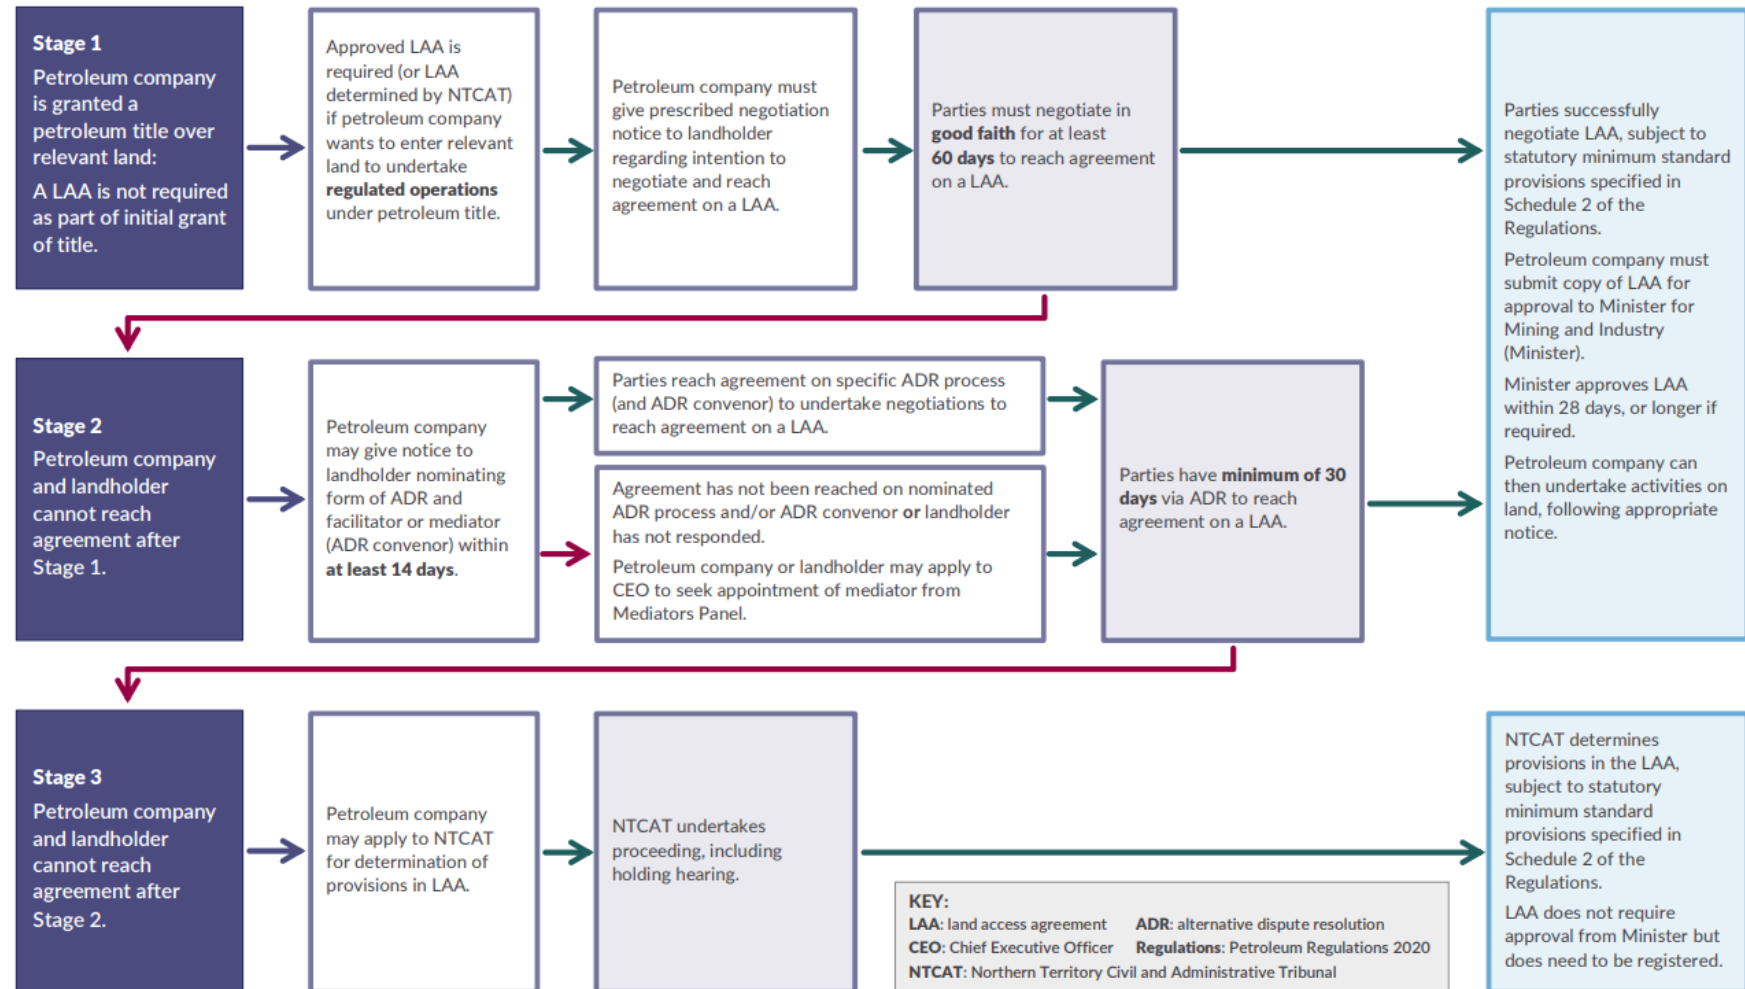 Stage 1
Petroleum company
is granted a
petroleum title over
relevant land:
A LAA is not required
as part of initial grant
of title.
Approved LAA is
required (or LAA
determined by NTCAT)
if petroleum company
wants to enter relevant
land to undertake
regulated operations
under petroleum title.
Petroleum company must
give prescribed negotiation
notice to landholder
regarding intention to
negotiate and reach
agreement on a LAA.
Parties must negotiate in
good faith for at least
60 days to reach agreement
on a LAA.
Parties successfully
negotiate LAA, subject to
statutory minimum standard
provisions specified in
Schedule 2 of the
Regulations.
Petroleum company must
submit copy of LAA for
approval to Minister for
Mining and Industry
(Minister).
Minister approves LAA
within 28 days, or longer if
required.
Petroleum company can
then undertake activities on
land, following appropriate
notice.
Stage 2
Petroleum company
and landholder
cannot reach
agreement after
Stage 1.
Petroleum company
may give notice to
landholder nominating
form of ADR and
facilitator or mediator
(ADR convenor) within
at least 14 days.
Parties reach agreement on specific ADR process
(and ADR convenor) to undertake negotiations to
reach agreement on a LAA.
Agreement has not been reached on nominated
ADR process and/or ADR convenor or landholder
has not responded.
Petroleum company or landholder may apply to
CEO to seek appointment of mediator from
Mediators Panel.
Parties have minimum of 30
days via ADR to reach
agreement on a LAA.
Stage 3
Petroleum company
and landholder
cannot reach
agreement after
Stage 2.
Petroleum company
may apply to NTCAT
for determination of
provisions in LAA.
NTCAT undertakes
proceeding, including
holding hearing.
NTCAT determines
provisions in the LAA,
subject to statutory
minimum standard
provisions specified in
Schedule 2 of the
Regulations.
LAA does not require
approval from Minister but
does need to be registered.
KEY:
LAA: land access agreement ADR: alternative dispute resolution
CEO: Chief Executive Officer Regulations: Petroleum Regulations 2020
NTCAT: Northern Territory Civil and Administrative Tribunal